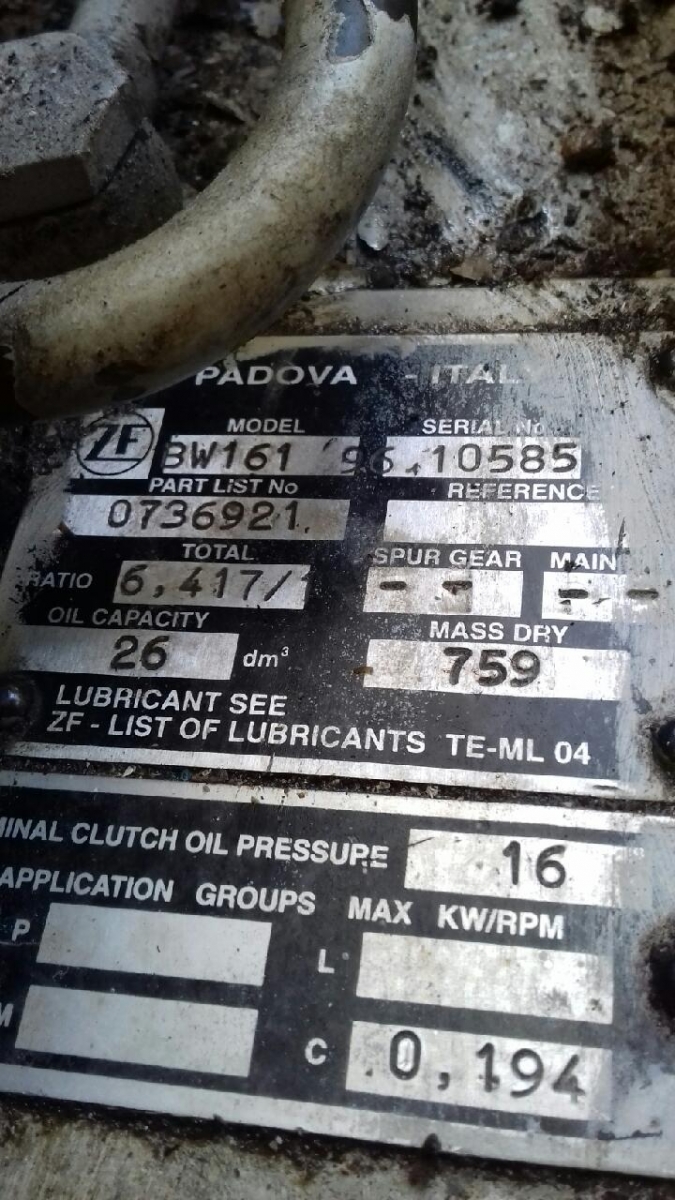 PADOVA - ITAL
ZF
MODEL SERIAL No
BW161 '96.10585
PART LIST No REFERENCE
0736921.
TOTAL SPUR GEAR MAIN
RATIO 6,417/1 - - - -
OIL CAPACITY MASS DRY
26 dm³ 759
LUBRICANT SEE
ZF - LIST OF LUBRICANTS TE-ML 04
MINAL CLUTCH OIL PRESSURE 16
APPLICATION GROUPS MAX KW/RPM
P L
M C 0,194